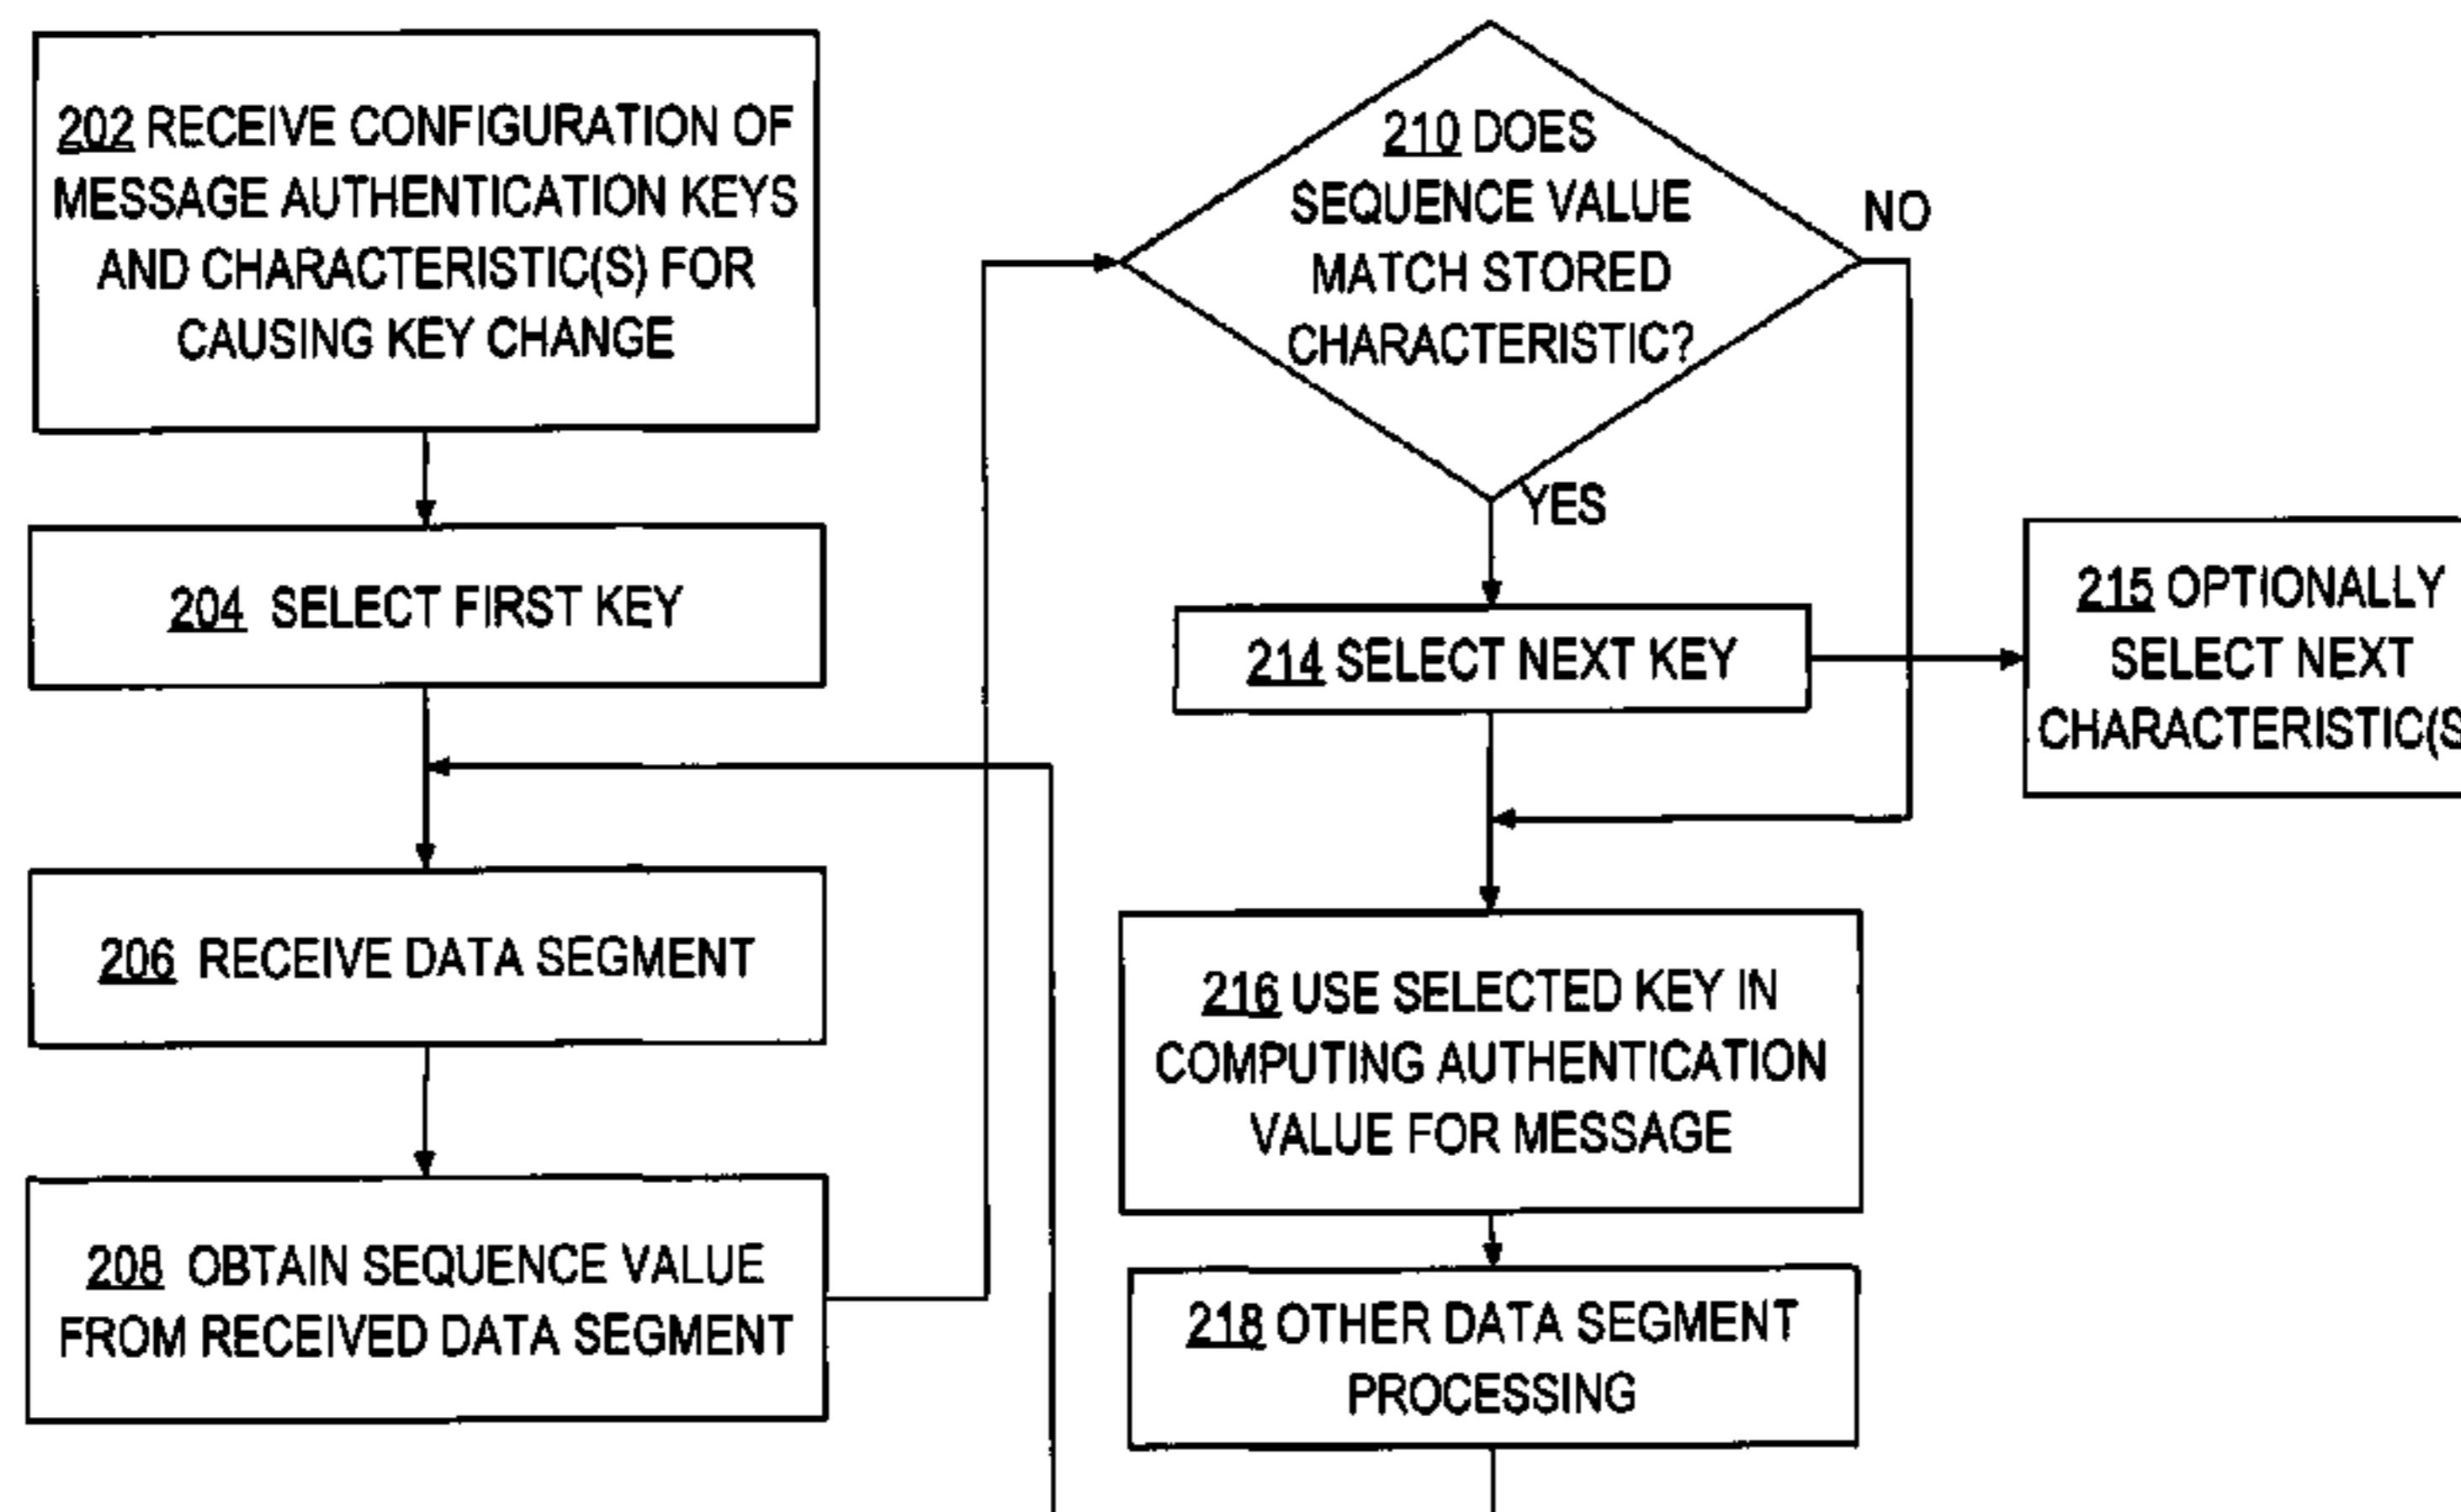 202 RECEIVE CONFIGURATION OF
MESSAGE AUTHENTICATION KEYS
AND CHARACTERISTIC(S) FOR
CAUSING KEY CHANGE
204 SELECT FIRST KEY
206 RECEIVE DATA SEGMENT
208 OBTAIN SEQUENCE VALUE
FROM RECEIVED DATA SEGMENT
210 DOES
SEQUENCE VALUE
MATCH STORED
CHARACTERISTIC?
NO
YES
214 SELECT NEXT KEY
215 OPTIONALLY
SELECT NEXT
CHARACTERISTIC(S
216 USE SELECTED KEY IN
COMPUTING AUTHENTICATION
VALUE FOR MESSAGE
218 OTHER DATA SEGMENT
PROCESSING